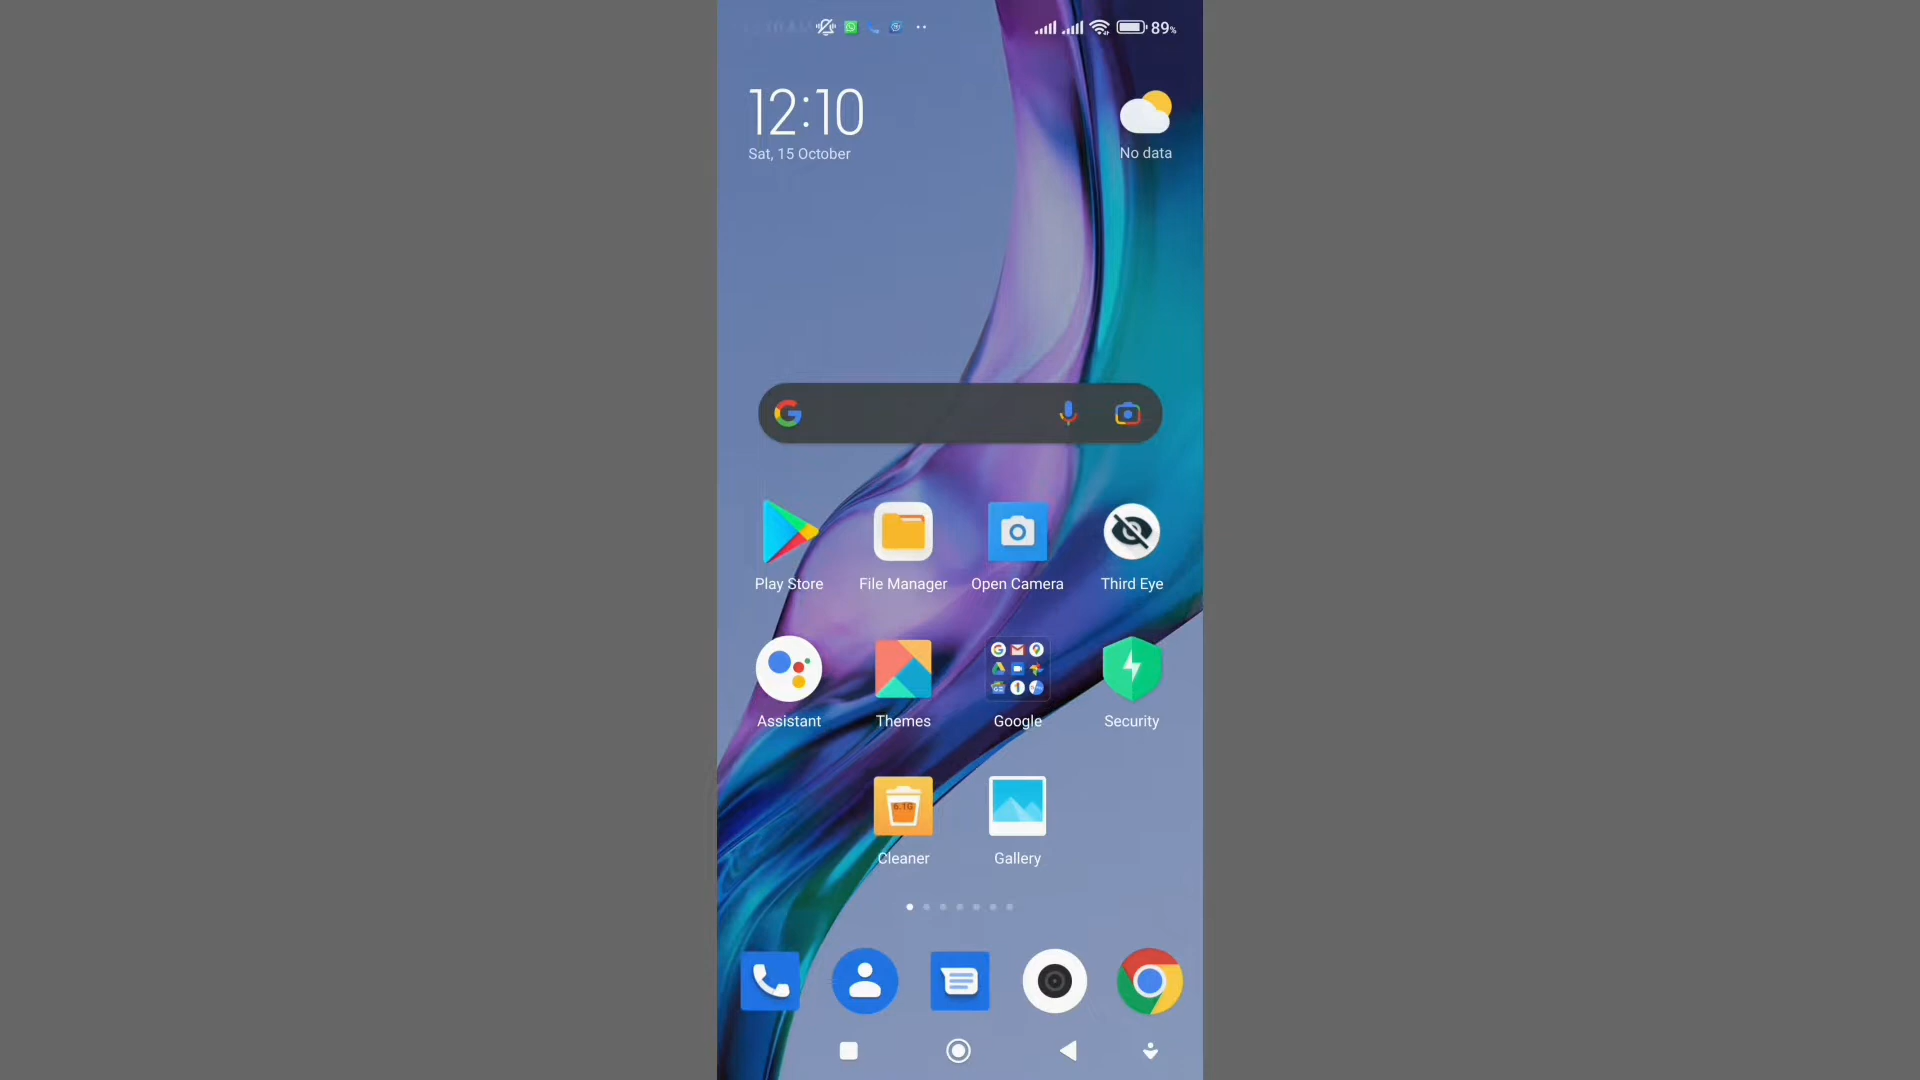 89%
12:10
Sat, 15 October
No data
Play Store
File Manager
Open Camera
Third Eye
Assistant
Themes
Google
Security
Cleaner
Gallery